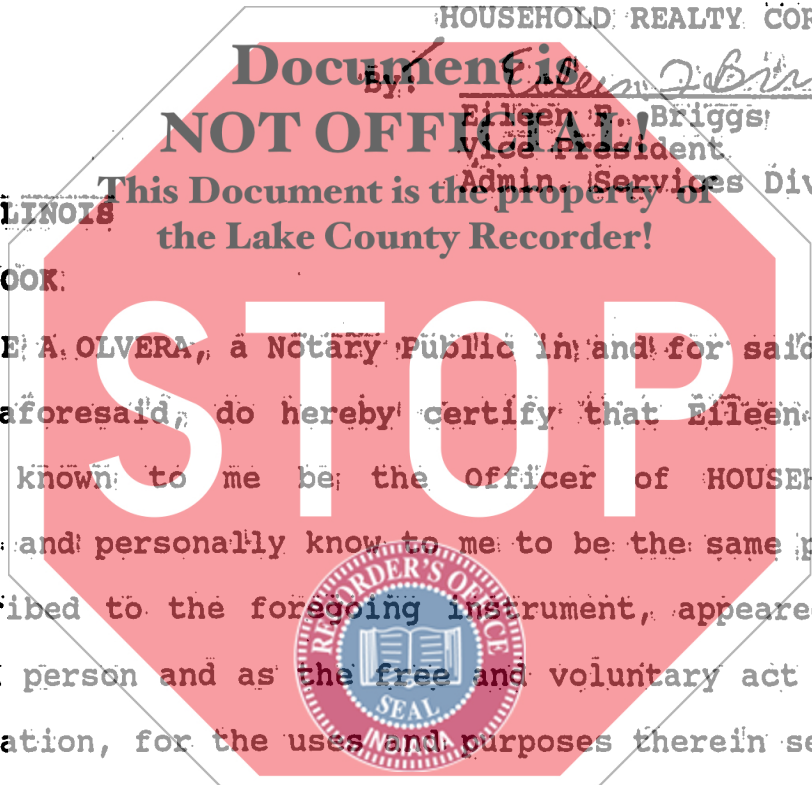 HOUSEHOLD REALTY COR
Document is
By:
NOT OFFICIAL!
Eileen F. Briggs
Vice President
This Document is the property of
Admin. Services Div
LINOIS
the Lake County Recorder!
OOK
E A. OLVERA, a Notary Public in and for said
aforesaid, do hereby certify that Eileen
known to me be the Officer of HOUSEH
STOP
and personally know to me to be the same p
ibed to the foregoing instrument, appeare
person and as the free and voluntary act
ation, for the uses and purposes therein se
RECORDER'S OFFICE
SEAL
INDIANA